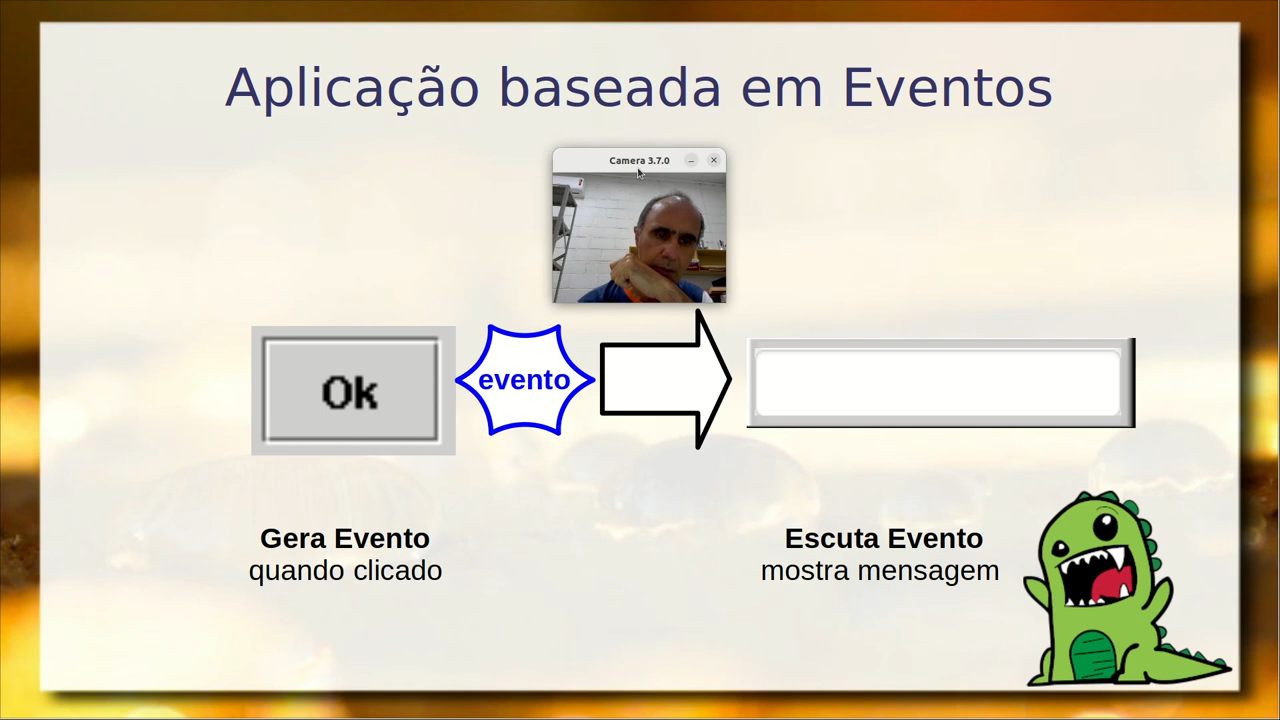 Aplicação baseada em Eventos
Camera 3.7.0
Ok
evento
Gera Evento
quando clicado
Escuta Evento
mostra mensagem